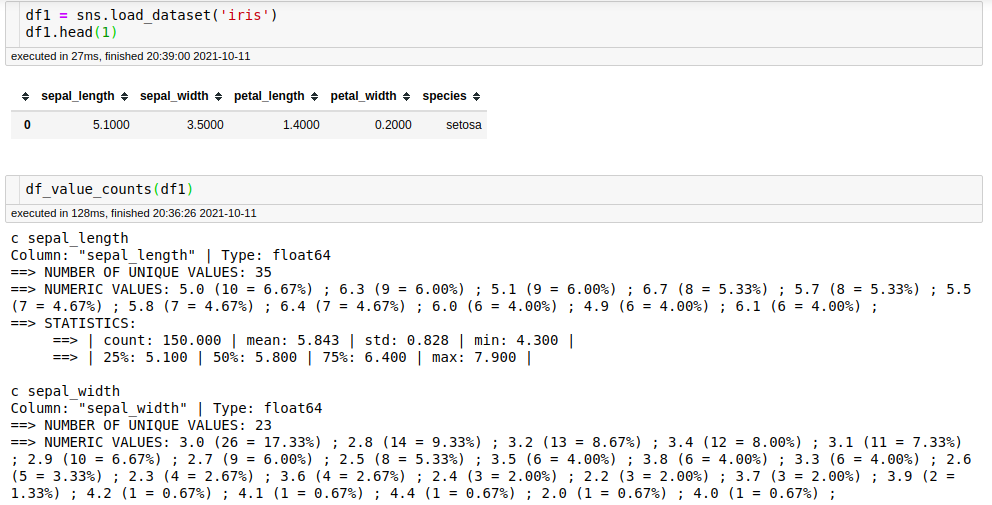 df1 = sns.load_dataset('iris')
df1.head(1)
executed in 27ms, finished 20:39:00 2021-10-11
sepal_length sepal_width petal_length petal_width species
0 5.1000 3.5000 1.4000 0.2000 setosa
df_value_counts(df1)
executed in 128ms, finished 20:36:26 2021-10-11
c sepal_length
Column: "sepal_length" | Type: float64
==> NUMBER OF UNIQUE VALUES: 35
==> NUMERIC VALUES: 5.0 (10 = 6.67%) ; 6.3 (9 = 6.00%) ; 5.1 (9 = 6.00%) ; 6.7 (8 = 5.33%) ; 5.7 (8 = 5.33%) ; 5.5
(7 = 4.67%) ; 5.8 (7 = 4.67%) ; 6.4 (7 = 4.67%) ; 6.0 (6 = 4.00%) ; 4.9 (6 = 4.00%) ; 6.1 (6 = 4.00%) ;
==> STATISTICS:
==> | count: 150.000 | mean: 5.843 | std: 0.828 | min: 4.300 |
==> | 25%: 5.100 | 50%: 5.800 | 75%: 6.400 | max: 7.900 |
c sepal_width
Column: "sepal_width" | Type: float64
==> NUMBER OF UNIQUE VALUES: 23
==> NUMERIC VALUES: 3.0 (26 = 17.33%) ; 2.8 (14 = 9.33%) ; 3.2 (13 = 8.67%) ; 3.4 (12 = 8.00%) ; 3.1 (11 = 7.33%)
; 2.9 (10 = 6.67%) ; 2.7 (9 = 6.00%) ; 2.5 (8 = 5.33%) ; 3.5 (6 = 4.00%) ; 3.8 (6 = 4.00%) ; 3.3 (6 = 4.00%) ; 2.6
(5 = 3.33%) ; 2.3 (4 = 2.67%) ; 3.6 (4 = 2.67%) ; 2.4 (3 = 2.00%) ; 2.2 (3 = 2.00%) ; 3.7 (3 = 2.00%) ; 3.9 (2 =
1.33%) ; 4.2 (1 = 0.67%) ; 4.1 (1 = 0.67%) ; 4.4 (1 = 0.67%) ; 2.0 (1 = 0.67%) ; 4.0 (1 = 0.67%) ;